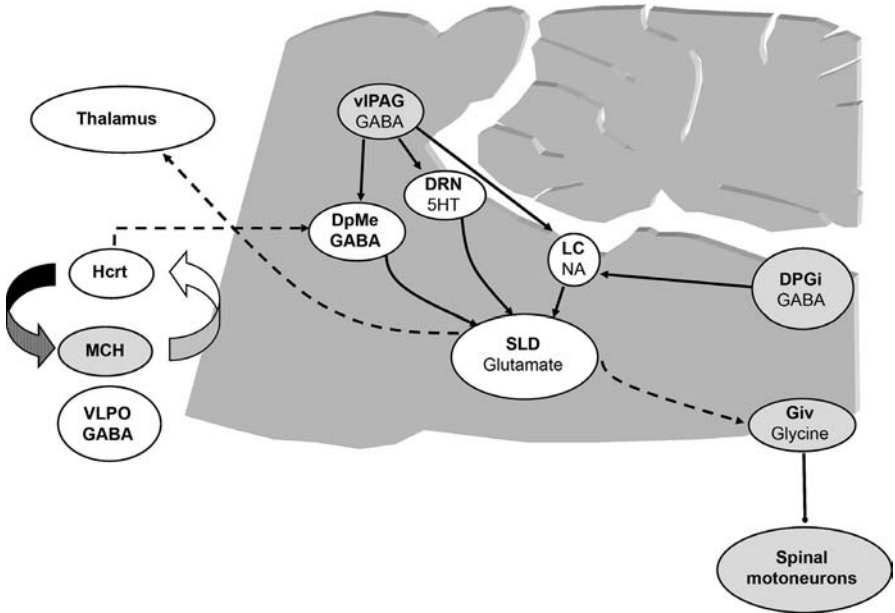 vlPAG
GABA
Thalamus
DRN
5HT
DpMe
GABA
LC
NA
Hcrt
DPGi
GABA
MCH
SLD
Glutamate
VLPO
GABA
Giv
Glycine
Spinal
motoneurons